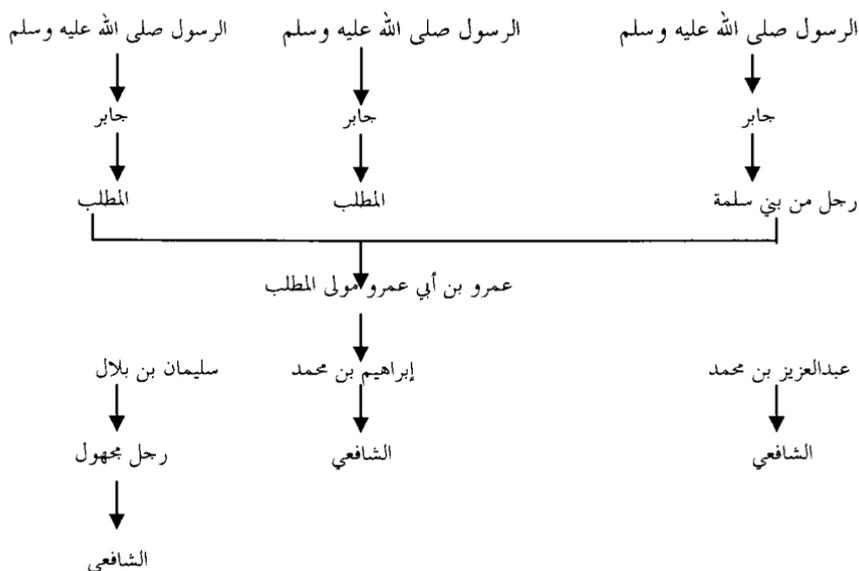 الرسول صلى الله عليه وسلم الرسول صلى الله عليه وسلم الرسول صلى الله عليه وسلم
جابر جابر جابر
رجل من بني سلمة المطلب المطلب
عمرو بن أبي عمرو مولى المطلب
عبدالعزيز بن محمد إبراهيم بن محمد سليمان بن بلال
الشافعي الشافعي رجل مجهول
الشافعي